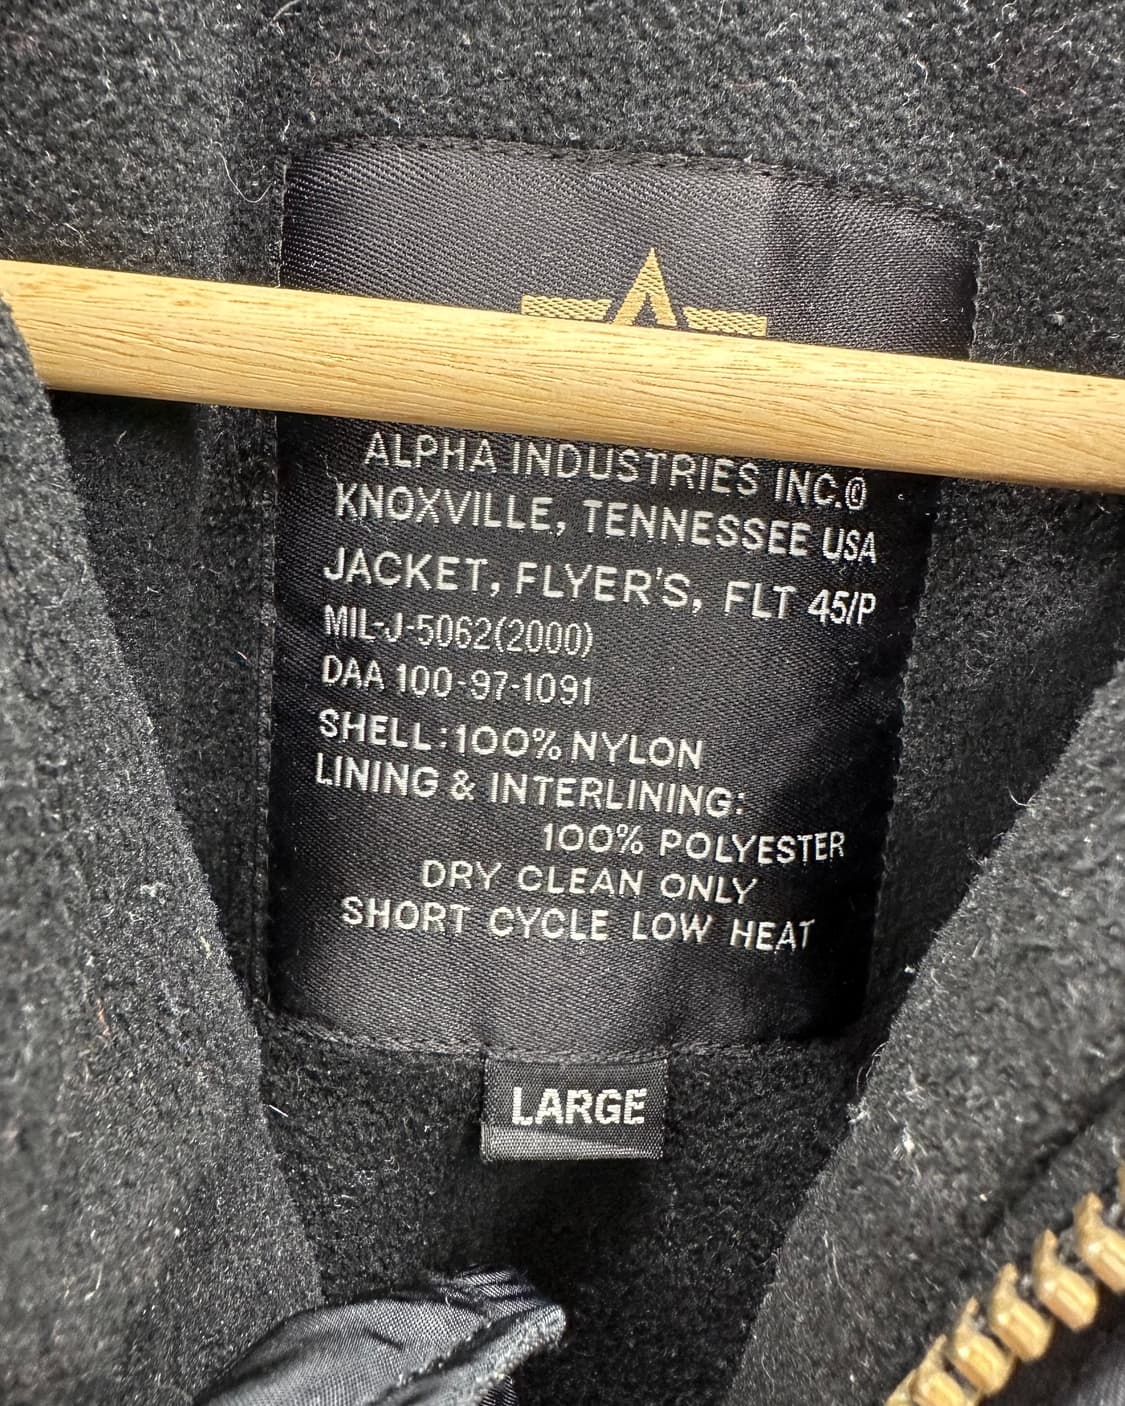 ALPHA INDUSTRIES INC.©
KNOXVILLE, TENNESSEE USA
JACKET, FLYER'S, FLT 45/P
MIL-J-5062(2000)
DAA 100-97-1091
SHELL:100% NYLON
LINING & INTERLINING:
100% POLYESTER
DRY CLEAN ONLY
SHORT CYCLE LOW HEAT
LARGE